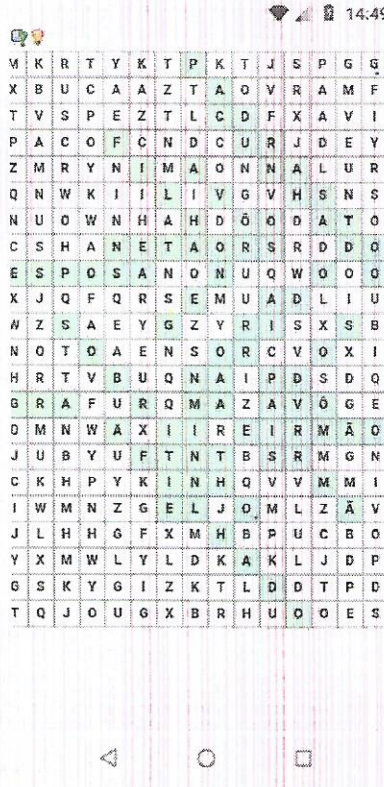 14:49
M K R T Y K T P K T J S P G G
X B U C A A Z T A O V R A M F
T V S P E Z T L C D F X A V I
P A C O F C N D C U R J D E Y
Z M R Y N I M A O N N A L U R
Q N W K I I L I V G V H S N S
N U O W N H A H D Ô O D A T O
C S H A N E T A O R S R D D O
E S P O S A N O N U Q W O O O
X J Q F Q R S E M U A D L I U
W Z S A E Y G Z Y R I S X S B
N O T O A E N S O R C V O X I
H R T V B U Q N A I P D S D Q
G R A F U R Q M A Z A V Ô G E
O M N W A X I I R E I R M Ã O
J U B Y U F T N T B S R M G N
C K H P Y K I N H Q V V M M I
I W M N Z G E L J O M L Z Ã V
J L H H G F X M H B P U C B O
Y X M W L Y L D K A K L J D P
G S K Y G I Z K T L D D T P D
T Q J O U G X B R H U O O E S